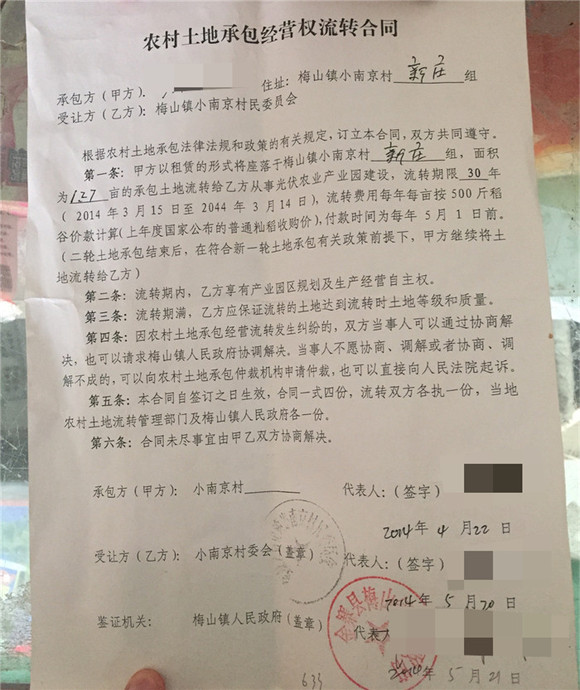 农村土地承包经营权流转合同
承包方（甲方）： 住址：梅山镇小南京村 新庄 组
受让方（乙方）：梅山镇小南京村民委员会
根据农村土地承包法律法规和政策的有关规定，订立本合同，双方共同遵守。
第一条：甲方以租赁的形式将座落于梅山镇小南京村 新庄 组，面积
为 1.27 亩的承包土地流转给乙方从事光伏农业产业园建设，流转期限 30 年
（2014 年 3 月 15 日至 2044 年 3 月 14 日），流转费用每年每亩按 500 斤稻
谷价款计算（上年度国家公布的普通籼稻收购价），付款时间为每年 5 月 1 日前。
（二轮土地承包结束后，在符合新一轮土地承包有关政策前提下，甲方继续将土
地流转给乙方）
第二条：流转期内，乙方享有产业园区规划及生产经营自主权。
第三条：流转期满，乙方应保证流转的土地达到流转时土地等级和质量。
第四条：因农村土地承包经营流转发生纠纷的，双方当事人可以通过协商解
决，也可以请求梅山镇人民政府协调解决。当事人不愿协商、调解或者协商、调
解不成的，可以向农村土地承包仲裁机构申请仲裁，也可以直接向人民法院起诉。
第五条：本合同自签订之日生效，合同一式四份，流转双方各执一份，当地
农村土地流转管理部门及梅山镇人民政府各一份。
第六条：合同未尽事宜由甲乙双方协商解决。
承包方（甲方）： 小南京村 代表人：（签字）
2014年 4 月 22 日
受让方（乙方）： 小南京村委会（盖章） 代表人：（签字）
2014年 5 月 20 日
鉴证机关： 梅山镇人民政府（盖章） 代表人
金寨县梅山
2014年 5 月 21 日
633